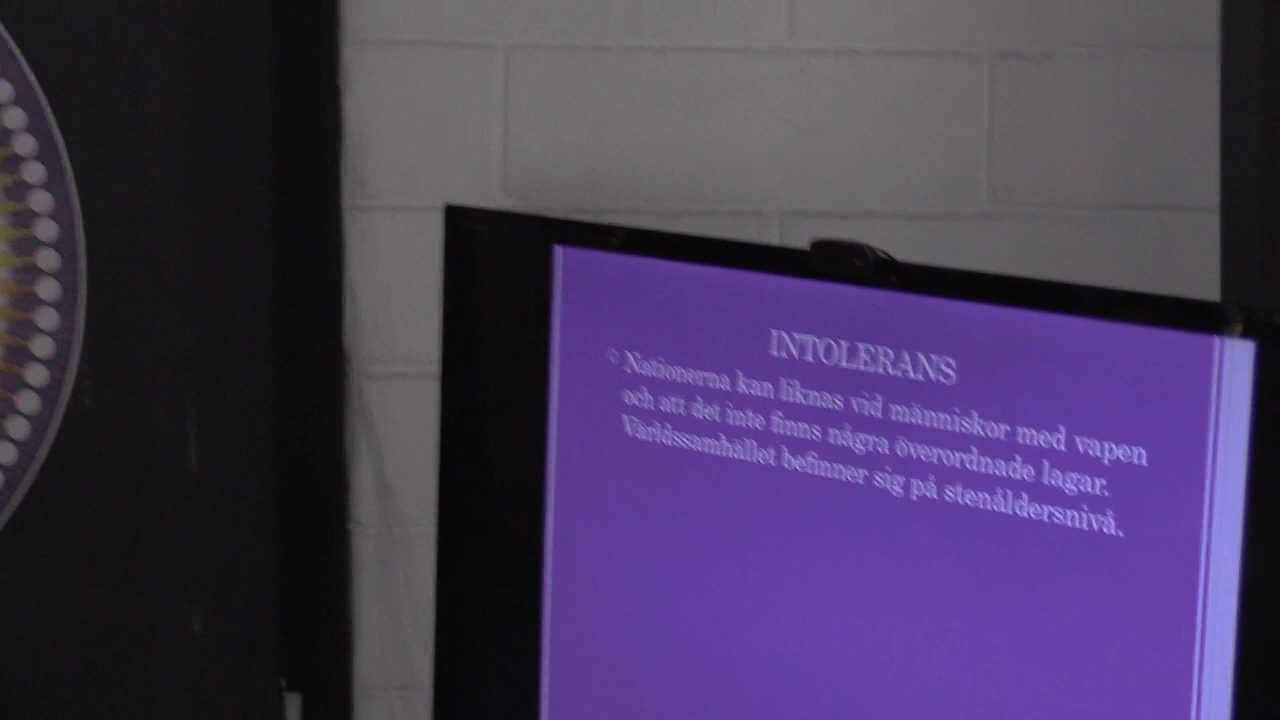 INTOLERANS
Nationerna kan liknas vid människor med vapen
och att det inte finns några överordnade lagar.
Världssamhället befinner sig på stenåldersnivå.